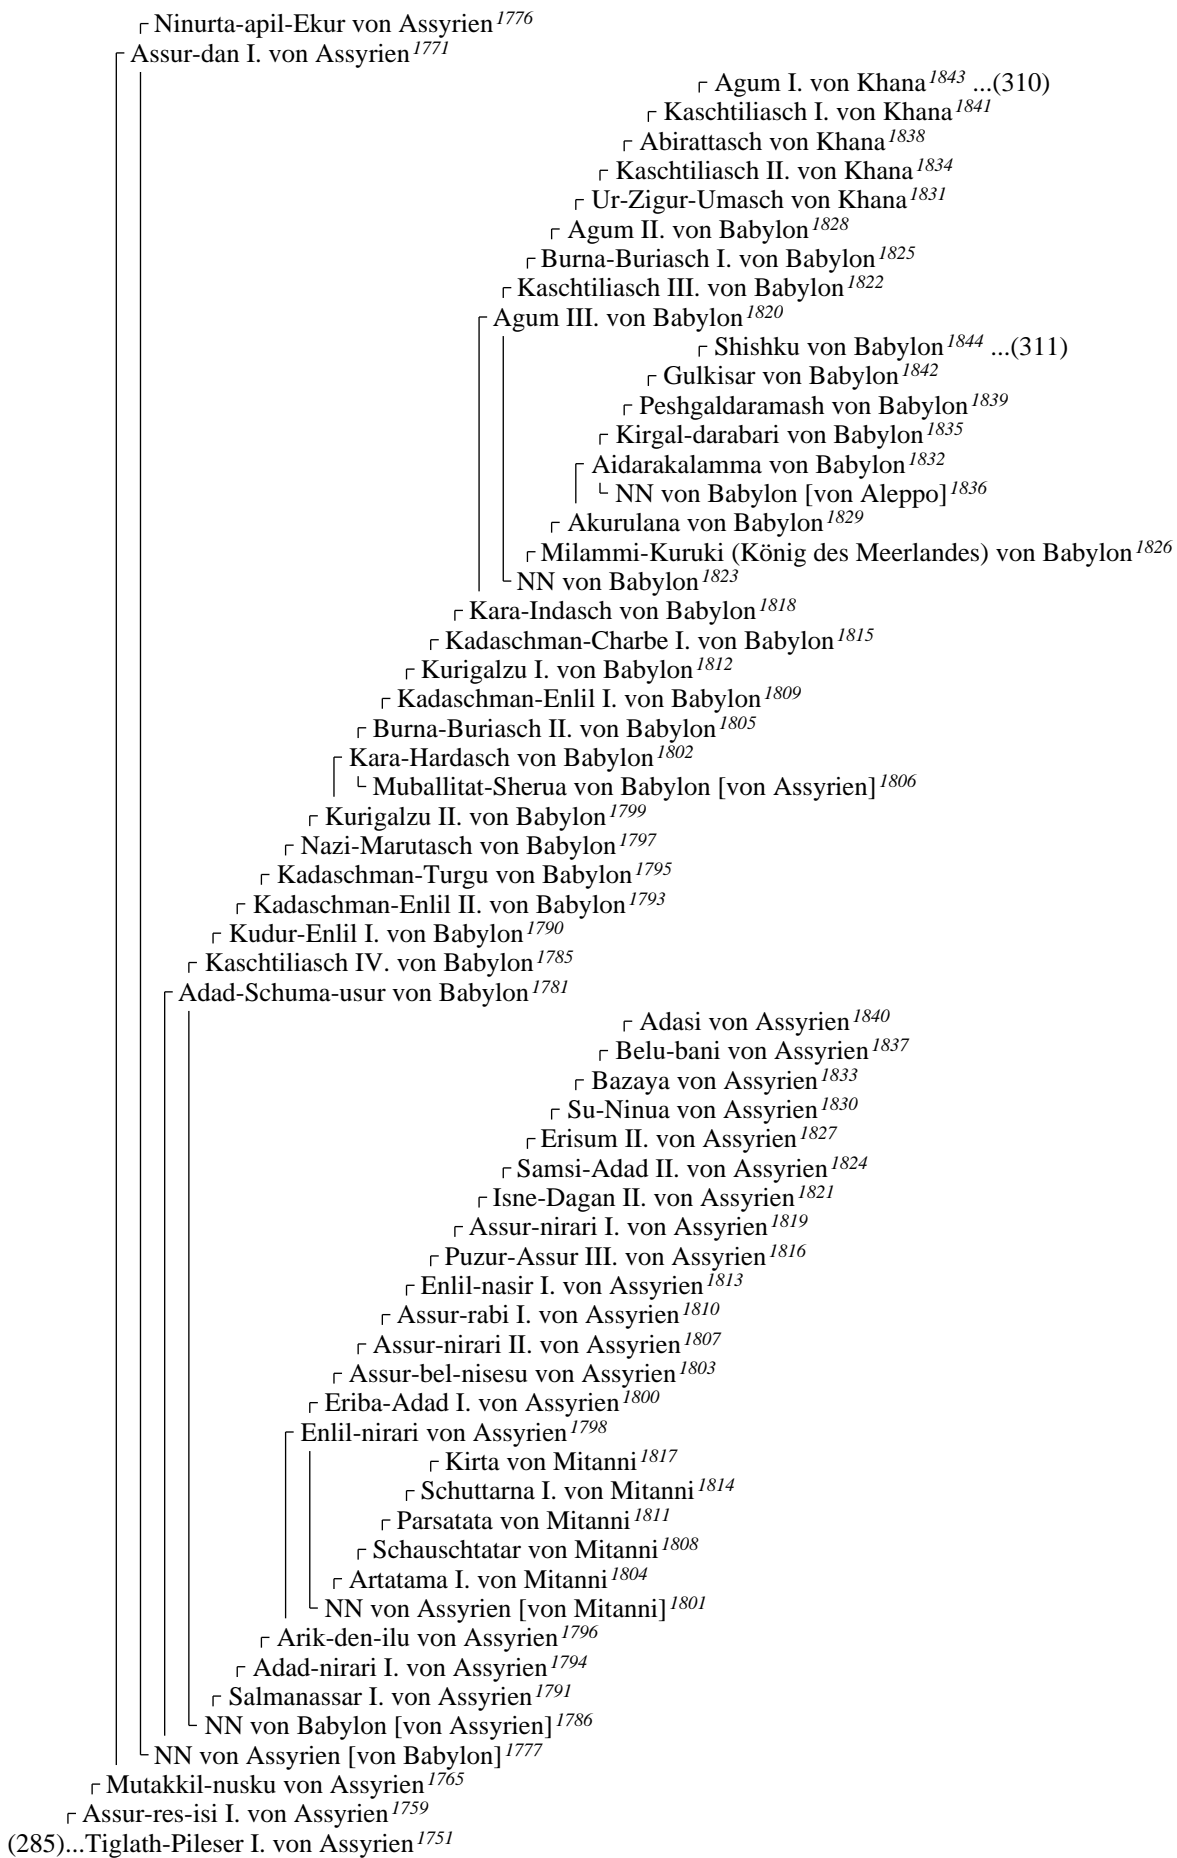 Ninurta-apil-Ekur von Assyrien 1776
Assur-dan I. von Assyrien 1771
Agum I. von Khana 1843 ...(310)
Kaschtiliasch I. von Khana 1841
Abirattasch von Khana 1838
Kaschtiliasch II. von Khana 1834
Ur-Zigur-Umasch von Khana 1831
Agum II. von Babylon 1828
Burna-Buriasch I. von Babylon 1825
Kaschtiliasch III. von Babylon 1822
Agum III. von Babylon 1820
Shishku von Babylon 1844 ...(311)
Gulkisar von Babylon 1842
Peshgaldaramash von Babylon 1839
Kirgal-darabari von Babylon 1835
Aidarakalamma von Babylon 1832
NN von Babylon [von Aleppo] 1836
Akurulana von Babylon 1829
Milammi-Kuruki (König des Meerlandes) von Babylon 1826
NN von Babylon 1823
Kara-Indasch von Babylon 1818
Kadaschman-Charbe I. von Babylon 1815
Kurigalzu I. von Babylon 1812
Kadaschman-Enlil I. von Babylon 1809
Burna-Buriasch II. von Babylon 1805
Kara-Hardasch von Babylon 1802
Muballitat-Sherua von Babylon [von Assyrien] 1806
Kurigalzu II. von Babylon 1799
Nazi-Marutasch von Babylon 1797
Kadaschman-Turgu von Babylon 1795
Kadaschman-Enlil II. von Babylon 1793
Kudur-Enlil I. von Babylon 1790
Kaschtiliasch IV. von Babylon 1785
Adad-Schuma-usur von Babylon 1781
Adasi von Assyrien 1840
Belu-bani von Assyrien 1837
Bazaya von Assyrien 1833
Su-Ninua von Assyrien 1830
Erisum II. von Assyrien 1827
Samsi-Adad II. von Assyrien 1824
Isne-Dagan II. von Assyrien 1821
Assur-nirari I. von Assyrien 1819
Puzur-Assur III. von Assyrien 1816
Enlil-nasir I. von Assyrien 1813
Assur-rabi I. von Assyrien 1810
Assur-nirari II. von Assyrien 1807
Assur-bel-nisesu von Assyrien 1803
Eriba-Adad I. von Assyrien 1800
Enlil-nirari von Assyrien 1798
Kirta von Mitanni 1817
Schuttarna I. von Mitanni 1814
Parsatata von Mitanni 1811
Schauschtatar von Mitanni 1808
Artatama I. von Mitanni 1804
NN von Assyrien [von Mitanni] 1801
Arik-den-ilu von Assyrien 1796
Adad-nirari I. von Assyrien 1794
Salmanassar I. von Assyrien 1791
NN von Babylon [von Assyrien] 1786
NN von Assyrien [von Babylon] 1777
Mutakkil-nusku von Assyrien 1765
Assur-res-isi I. von Assyrien 1759
(285)...Tiglath-Pileser I. von Assyrien 1751